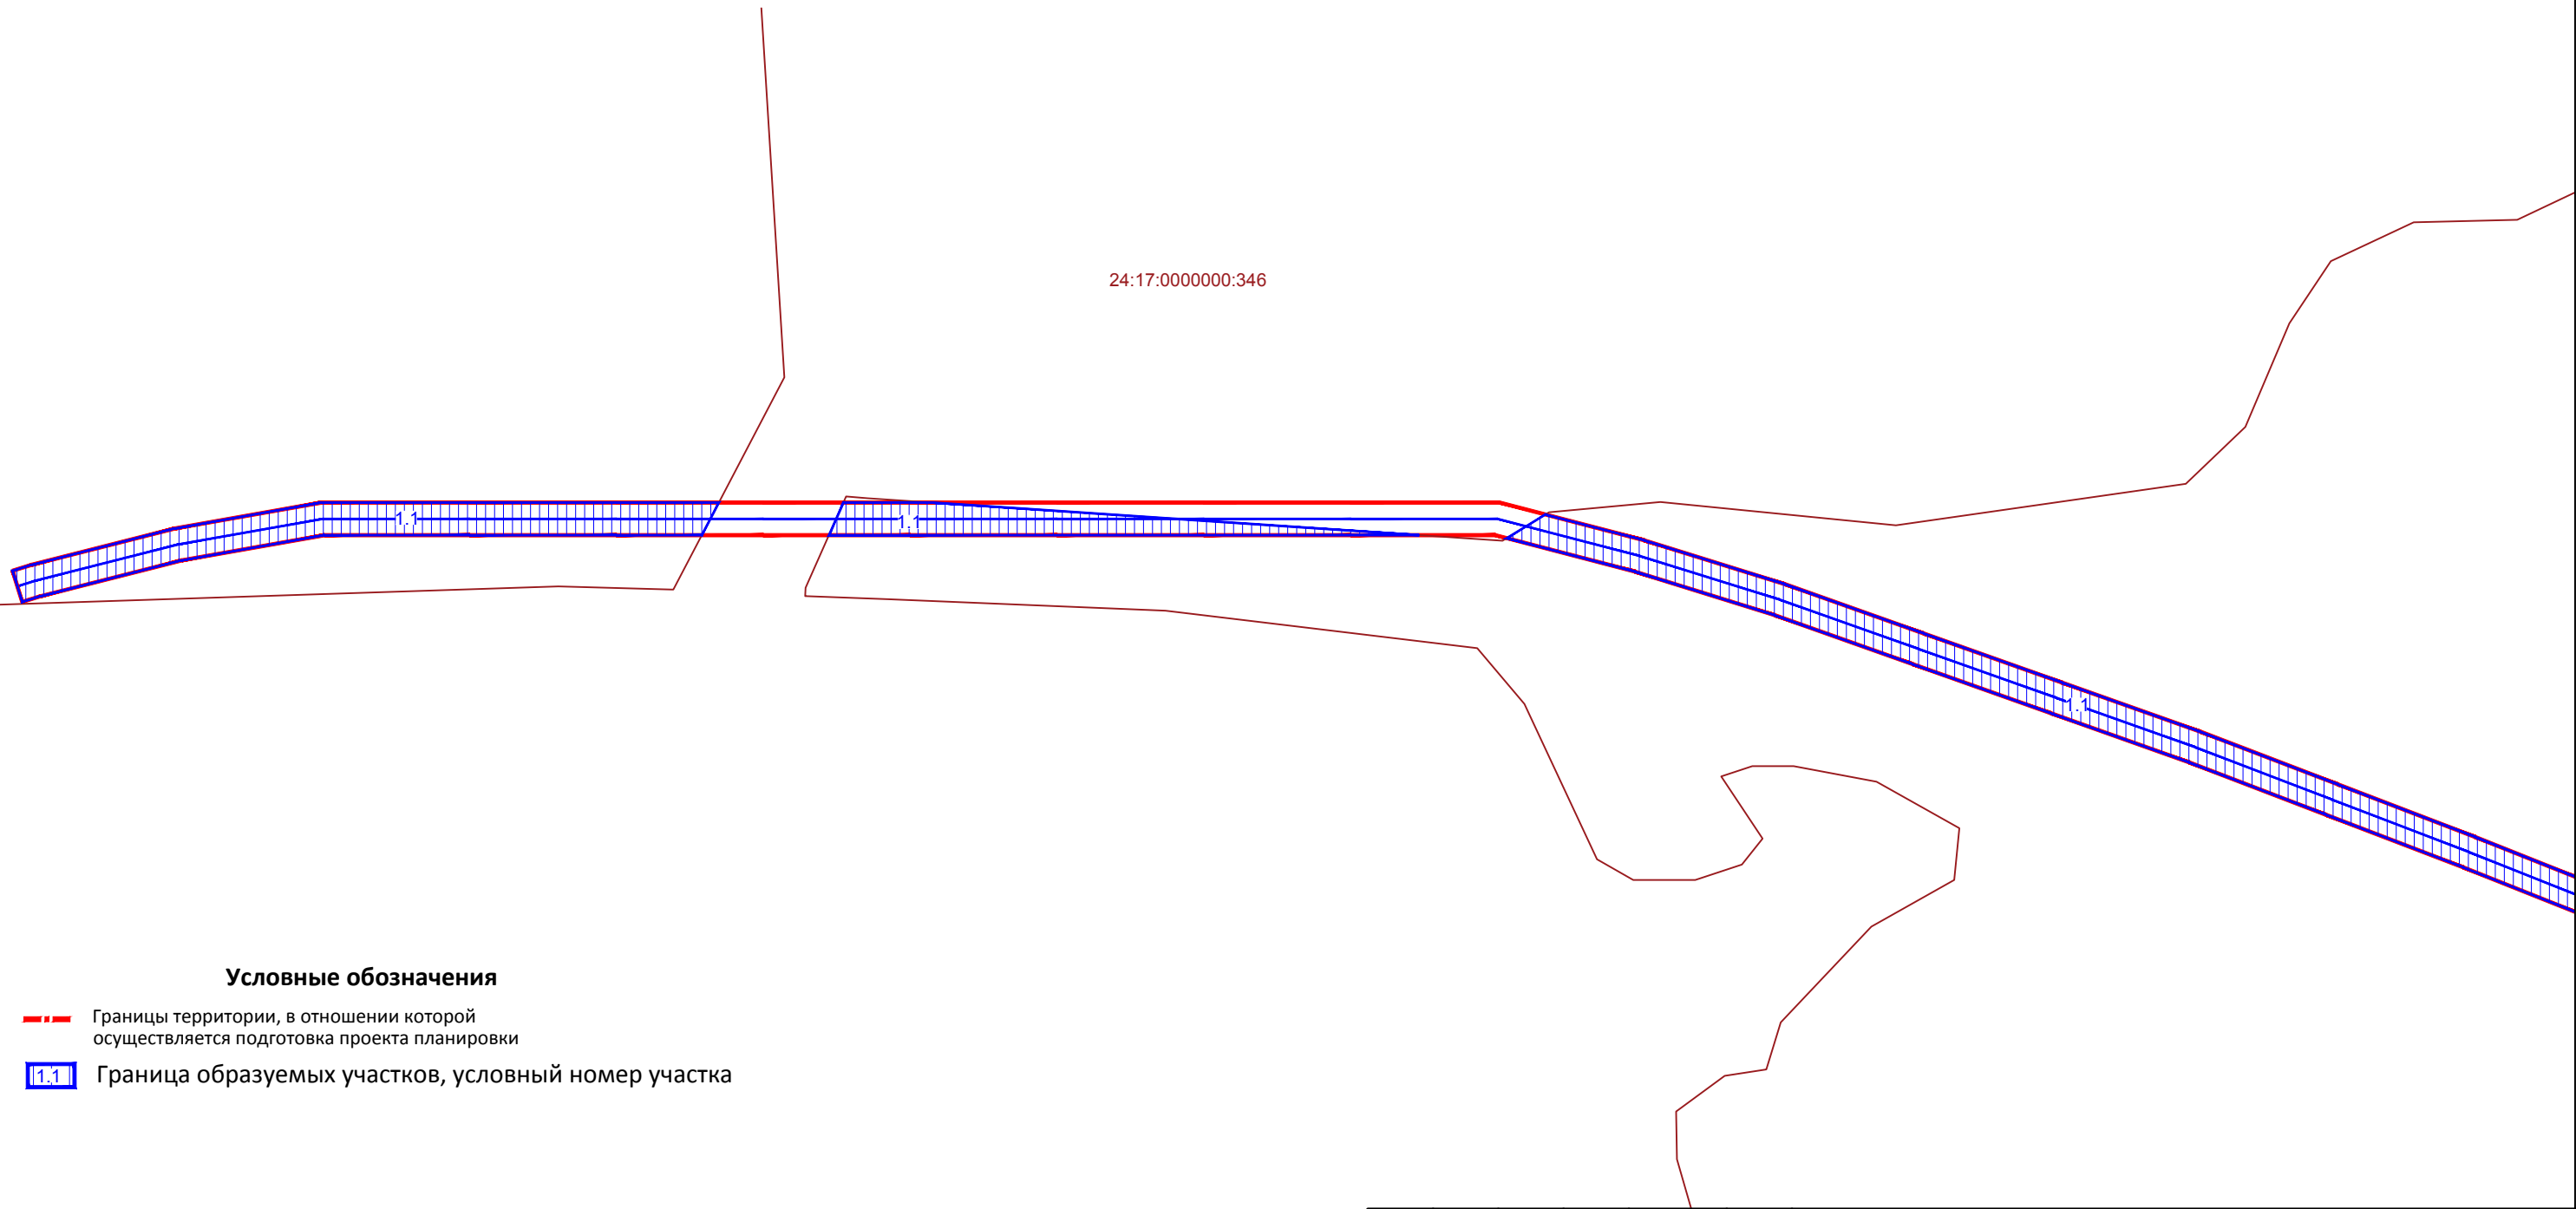 24:17:0000000:346
1.1
1.1
1.1
Условные обозначения
Границы территории, в отношении которой
осуществляется подготовка проекта планировки
1.1 Граница образуемых участков, условный номер участка